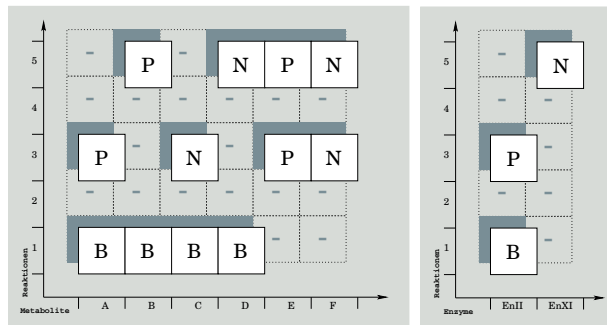 5 - P - N P N
4 - - - - - -
3 P - N - P N
2 - - - - - -
1 B B B B - -
Reaktionen
Metabolite A B C D E F
5 - N
4 - -
3 P -
2 - -
1 B -
Reaktionen
Enzyme EnII EnXI